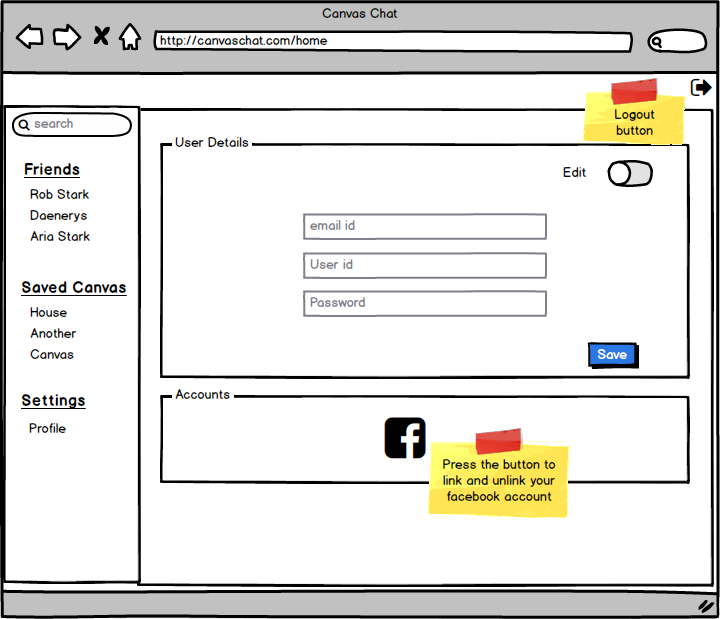 Canvas Chat
http://canvaschat.com/home
Logout
button
search
Friends
Rob Stark
Daenerys
Aria Stark
Saved Canvas
House
Another
Canvas
Settings
Profile
User Details
Edit
email id
User id
Password
Save
Accounts
Press the button to
link and unlink your
facebook account